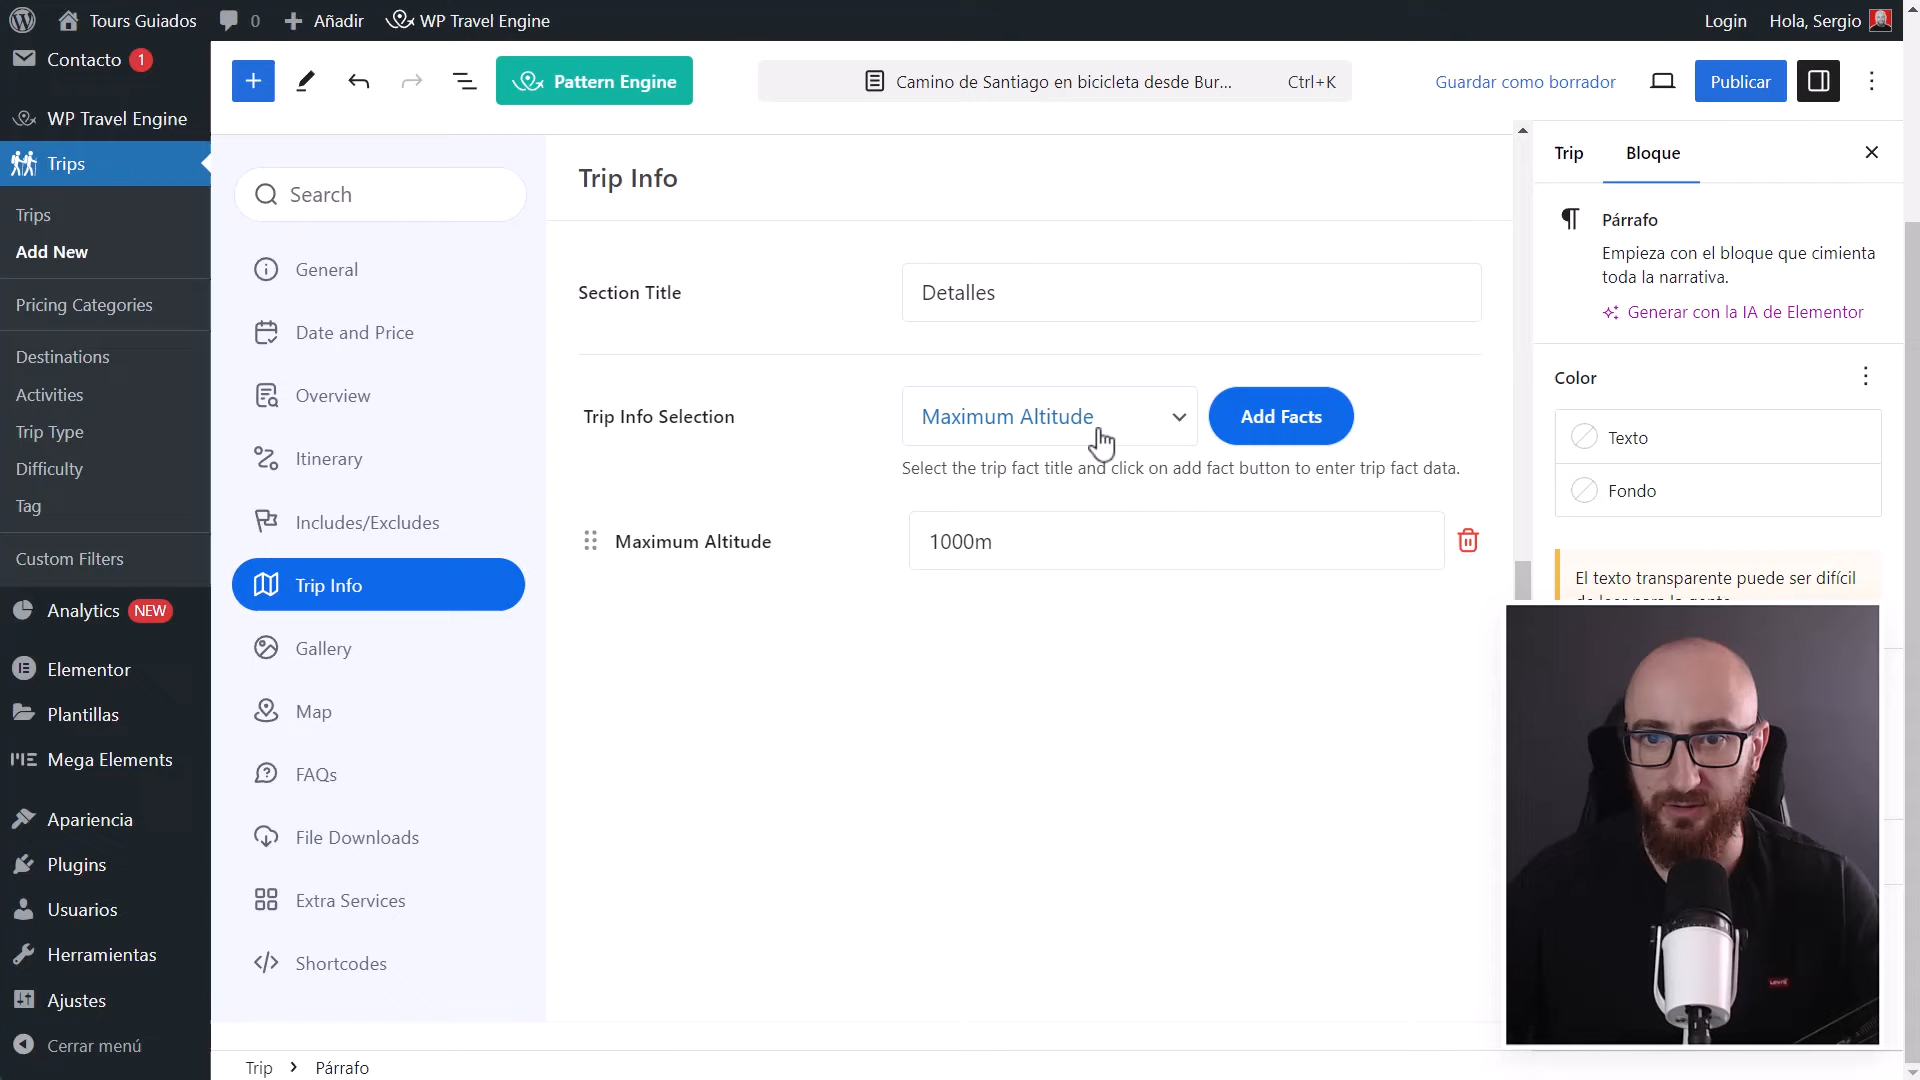 Tours Guiados
0
Añadir
WP Travel Engine
Login
Hola, Sergio
Contacto 1
WP Travel Engine
Trips
Trips
Add New
Pricing Categories
Destinations
Activities
Trip Type
Difficulty
Tag
Custom Filters
Analytics NEW
Elementor
Plantillas
Mega Elements
Apariencia
Plugins
Usuarios
Herramientas
Ajustes
Cerrar menú
Pattern Engine
Camino de Santiago en bicicleta desde Bur... Ctrl+K
Guardar como borrador
Publicar
Search
General
Date and Price
Overview
Itinerary
Includes/Excludes
Trip Info
Gallery
Map
FAQs
File Downloads
Extra Services
Shortcodes
Trip Info
Section Title
Detalles
Trip Info Selection
Maximum Altitude
Add Facts
Select the trip fact title and click on add fact button to enter trip fact data.
Maximum Altitude
1000m
Trip
Bloque
Párrafo
Empieza con el bloque que cimienta
toda la narrativa.
Generar con la IA de Elementor
Color
Texto
Fondo
El texto transparente puede ser difícil
Trip > Párrafo